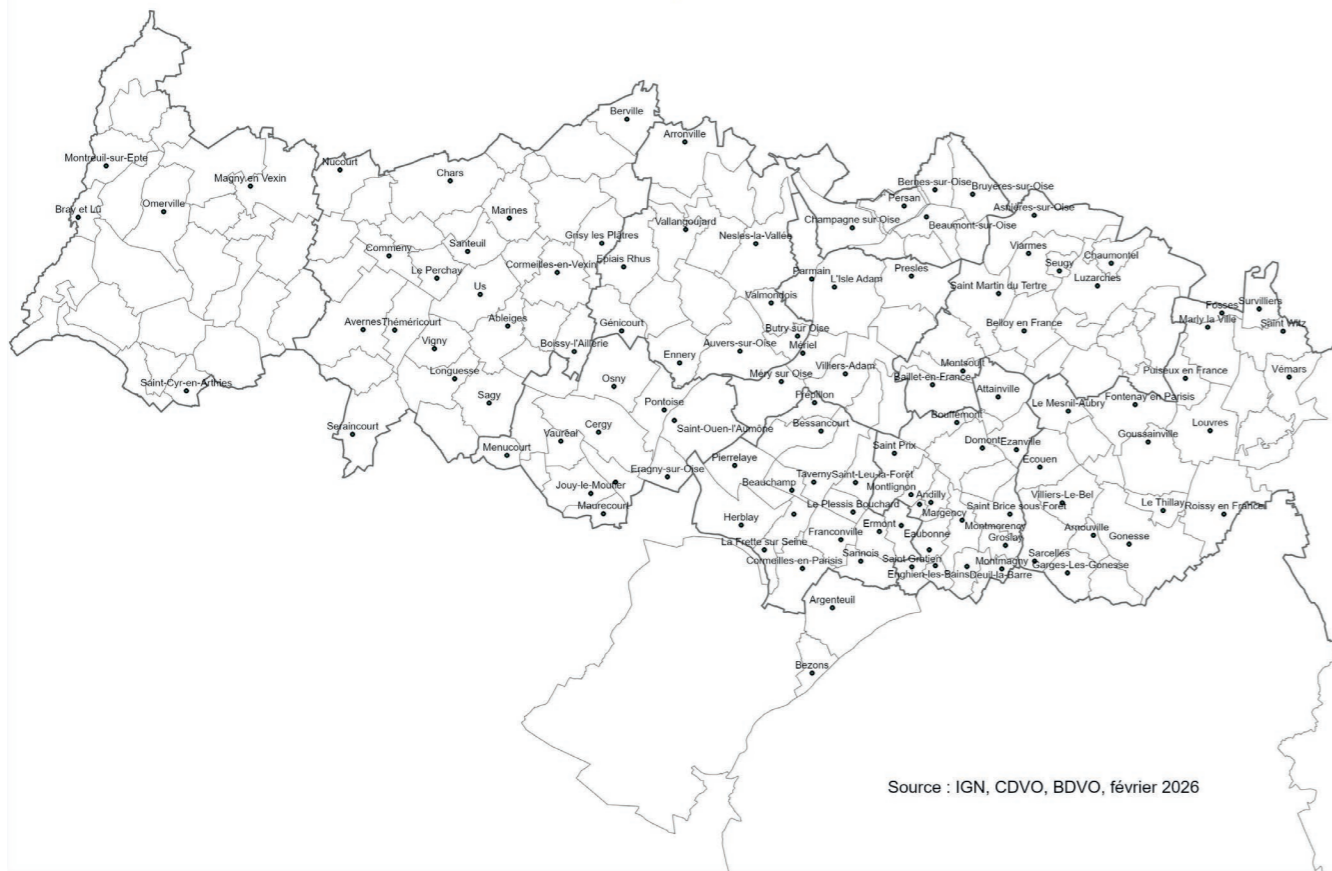 Berville
Arronville
Montreuil-sur-Epte
Nucourt
Magny en Vexin
Chars
Bernes-sur-Oise
Bruyères-sur-Oise
Persan
Bray et Lû
Omerville
Marines
Asnières-sur-Oise
Champagne sur Oise
Beaumont-sur-Oise
Vallangoujard
Nesles-la-Vallée
Grisy les Plâtres
Commeny
Santeuil
Viarmes
Seugy
Chaumontel
Le Perchay
Cormeilles-en-Vexin
Epiais Rhus
Parmain
L'Isle Adam
Presles
Saint Martin du Tertre
Luzarches
Us
Valmondois
Fosses
Survilliers
Avernes
Théméricourt
Ableiges
Génicourt
Butry sur Oise
Belloy en France
Marly la Ville
Saint Witz
Vigny
Boissy-l'Aillerie
Ennery
Auvers-sur-Oise
Mériel
Longuesse
Osny
Méry sur Oise
Villiers-Adam
Baillet-en-France
Montsoult
Attainville
Puiseux en France
Vémars
Saint-Cyr-en-Arthies
Sagy
Pontoise
Frépillon
Le Mesnil-Aubry
Fontenay en Parisis
Seraincourt
Vauréal
Cergy
Saint-Ouen-l'Aumône
Bessancourt
Bouffémont
Louvres
Menucourt
Saint Prix
Domont
Ezanville
Goussainville
Pierrelaye
Ecouen
Eragny-sur-Oise
Beauchamp
Taverny
Saint-Leu-la-Forêt
Jouy-le-Moutier
Montlignon
Andilly
Villiers-Le-Bel
Maurecourt
Le Plessis Bouchard
Margency
Saint Brice sous Forêt
Le Thillay
Roissy en France
Herblay
Ermont
Montmorency
La Frette sur Seine
Franconville
Eaubonne
Groslay
Arnouville
Gonesse
Cormeilles-en-Parisis
Sannois
Saint Gratien
Montmagny
Sarcelles
Enghien-les-Bains
Deuil-la-Barre
Garges-Les-Gonesse
Argenteuil
Bezons
Source : IGN, CDVO, BDVO, février 2026